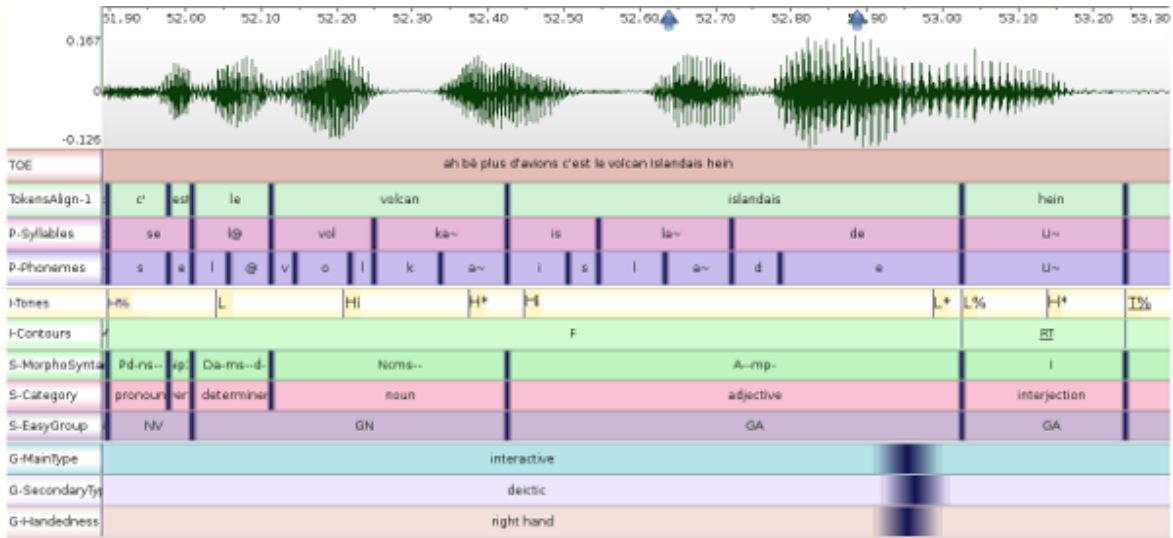 51.90 52.00 52.10 52.20 52.30 52.40 52.50 52.60 52.70 52.80 52.90 53.00 53.10 53.20 53.30
0.167
0
-0.126
TOE ah bè plus d'avions c'est le volcan Islandais hein
TokensAlign-1 c' est le volcan islandais hein
P-Syllables se l@ vol ka~ is la~ de U~
P-Phonemes s e l @ v o l k a~ i s l a~ d e U~
I-Tones H% L Hi H* Hi L* L% H* T%
I-Contours F RT
S-MorphoSynta Pd-ns-- ip: Da-ms--d- Ncms-- A--mp- I
S-Category pronoun ver determiner noun adjective interjection
S-EasyGroup NV GN GA GA
G-MainType interactive
G-SecondaryTyp deictic
G-Handedness right hand